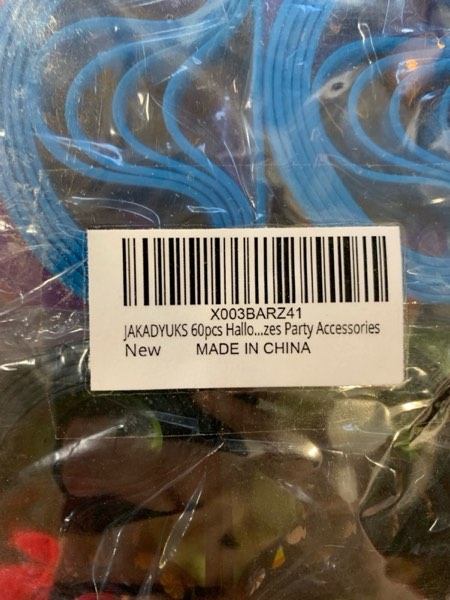 X003BARZ41
JAKADYUKS 60pcs Hallo...zes Party Accessories
New MADE IN CHINA